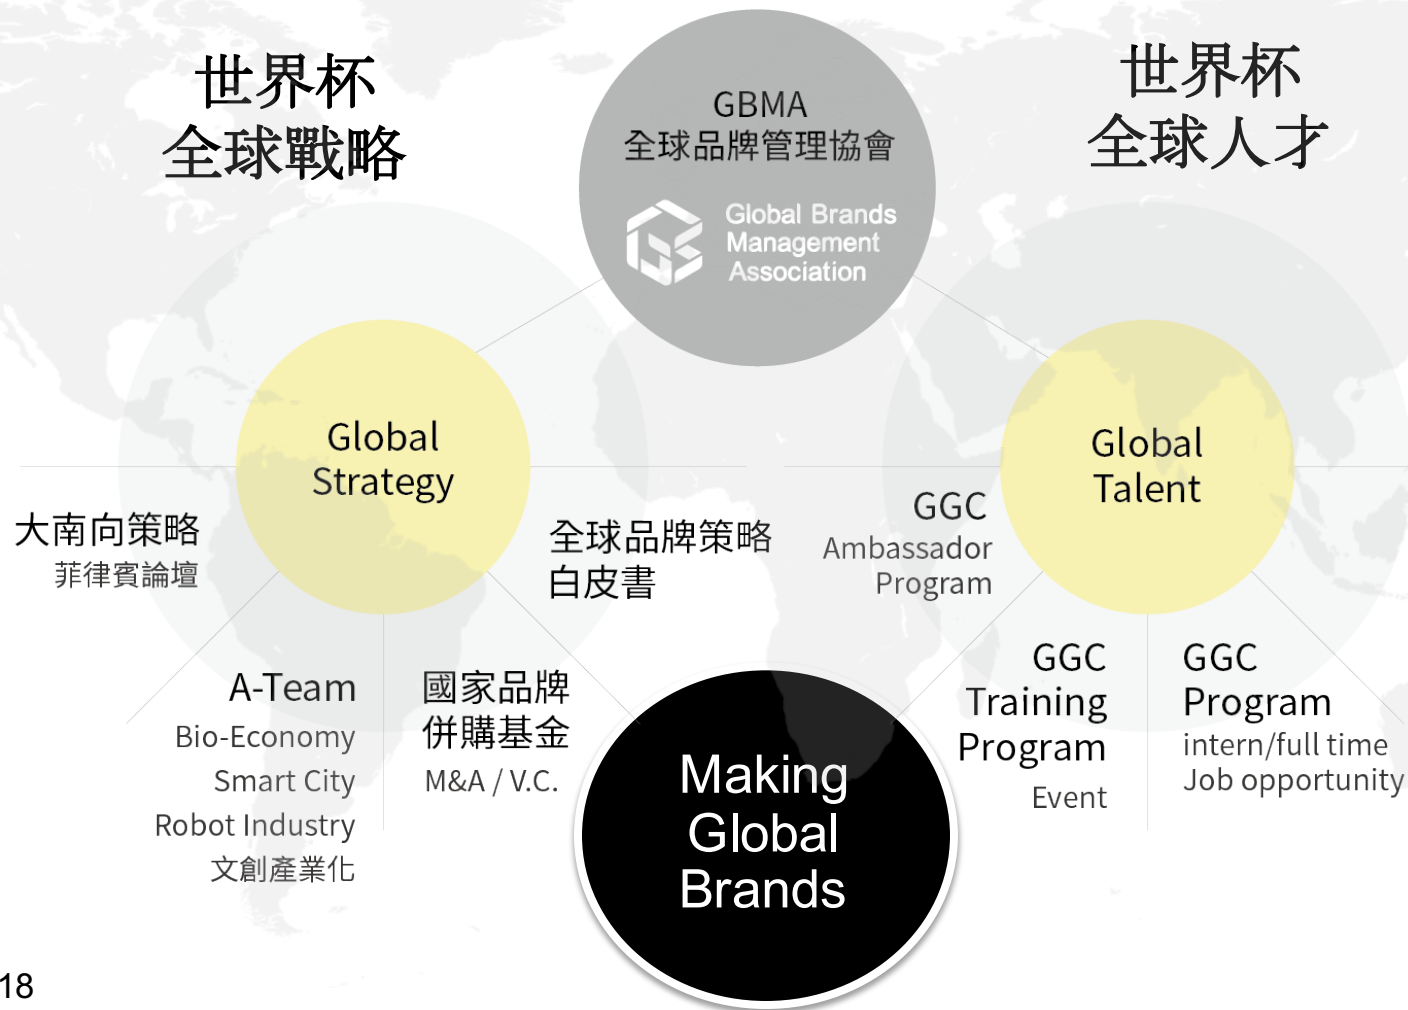 世界杯
全球戰略
GBMA
全球品牌管理協會
Global Brands
Management
Association
世界杯
全球人才
Global
Strategy
大南向策略
菲律賓論壇
A-Team
Bio-Economy
Smart City
Robot Industry
文創產業化
國家品牌
併購基金
M&A / V.C.
全球品牌策略
白皮書
Global
Talent
GGC
Ambassador
Program
GGC
Training
Program
Event
GGC
Program
intern/full time
Job opportunity
Making
Global
Brands
18